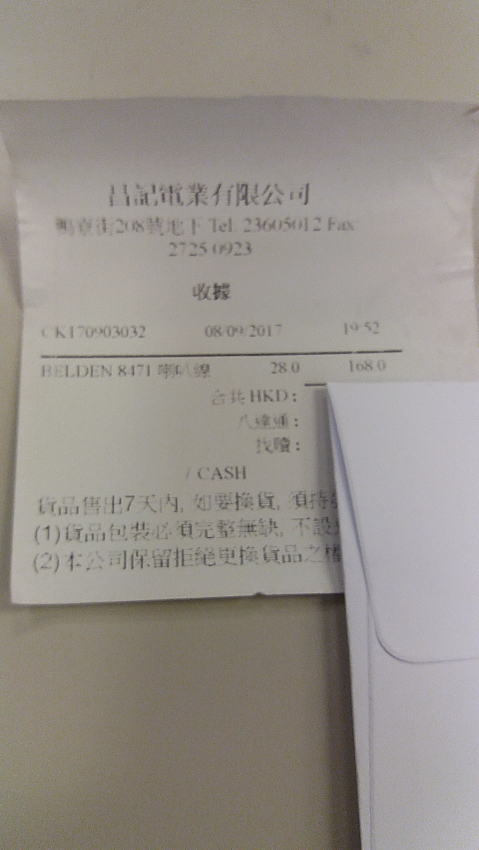 昌記電業有限公司
鴨寮街208號地下 Tel. 23605012 Fax:
2725 0923
收據
CK170903032 08/09/2017 19:52
BELDEN 8471 喇叭線 28.0 168.0
合共 HKD :
八達通 :
找贖 :
/ CASH
貨品售出7天內, 如要換貨, 須持
(1)貨品包裝必須完整無缺, 不設
(2)本公司保留拒絕更換貨品之